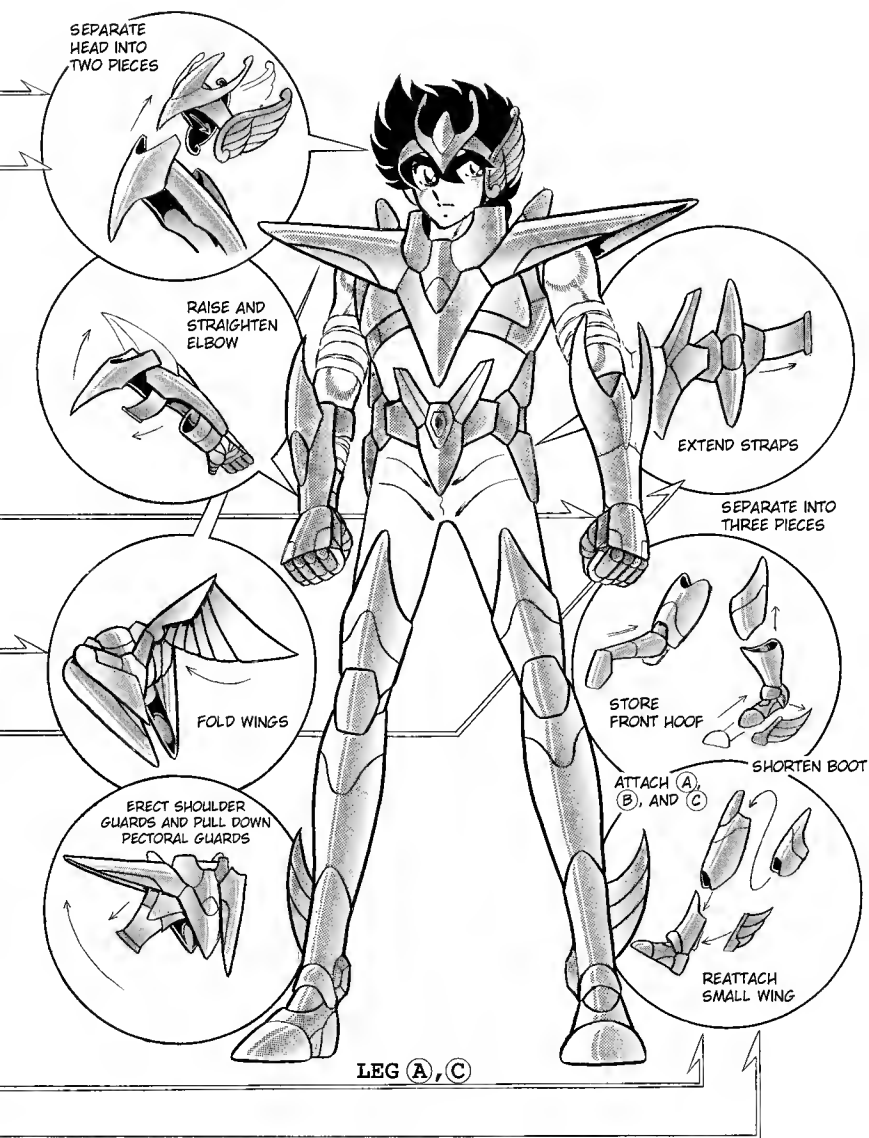 SEPARATE
HEAD INTO
TWO PIECES
RAISE AND
STRAIGHTEN
ELBOW
EXTEND STRAPS
SEPARATE INTO
THREE PIECES
FOLD WINGS
STORE
FRONT HOOF
SHORTEN BOOT
ERECT SHOULDER
GUARDS AND PULL DOWN
PECTORAL GUARDS
ATTACH Ⓐ,
Ⓑ, AND Ⓒ
REATTACH
SMALL WING
LEG Ⓐ,Ⓒ